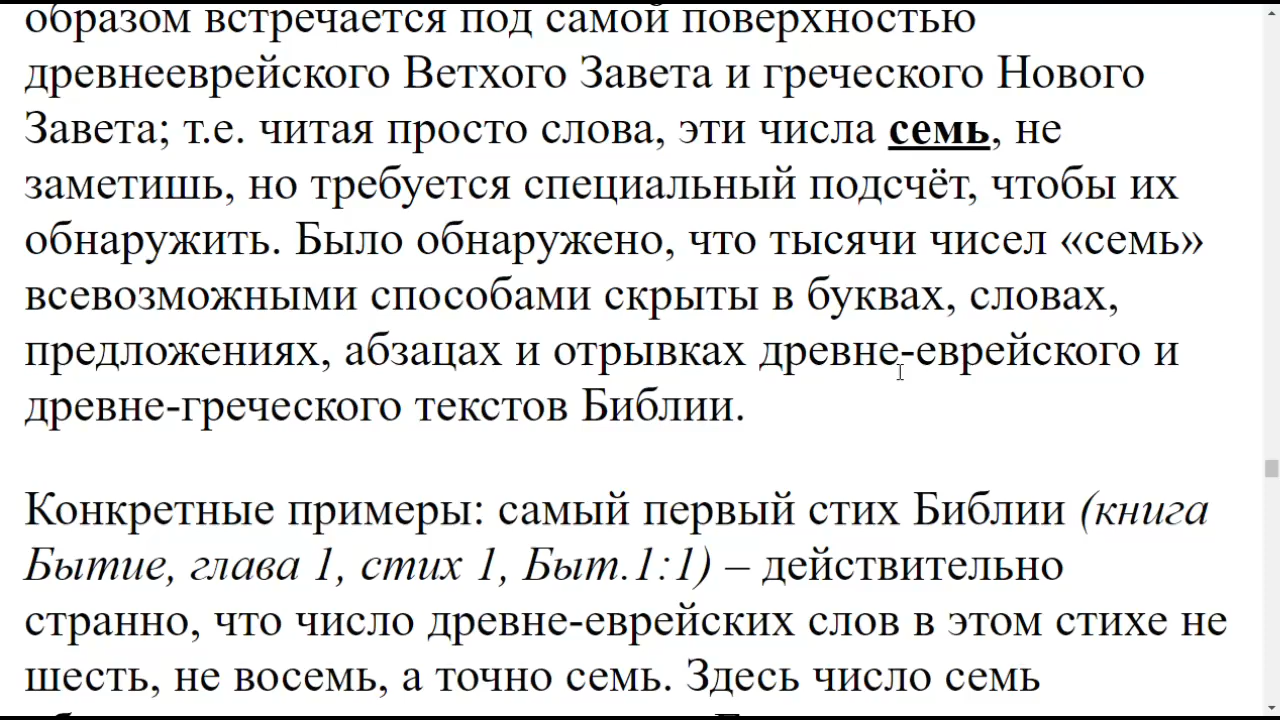 образом встречается под самой поверхностью
древнееврейского Ветхого Завета и греческого Нового
Завета; т.е. читая просто слова, эти числа семь, не
заметишь, но требуется специальный подсчёт, чтобы их
обнаружить. Было обнаружено, что тысячи чисел «семь»
всевозможными способами скрыты в буквах, словах,
предложениях, абзацах и отрывках древне-еврейского и
древне-греческого текстов Библии.
Конкретные примеры: самый первый стих Библии (книга
Бытие, глава 1, стих 1, Быт.1:1) – действительно
странно, что число древне-еврейских слов в этом стихе не
шесть, не восемь, а точно семь. Здесь число семь